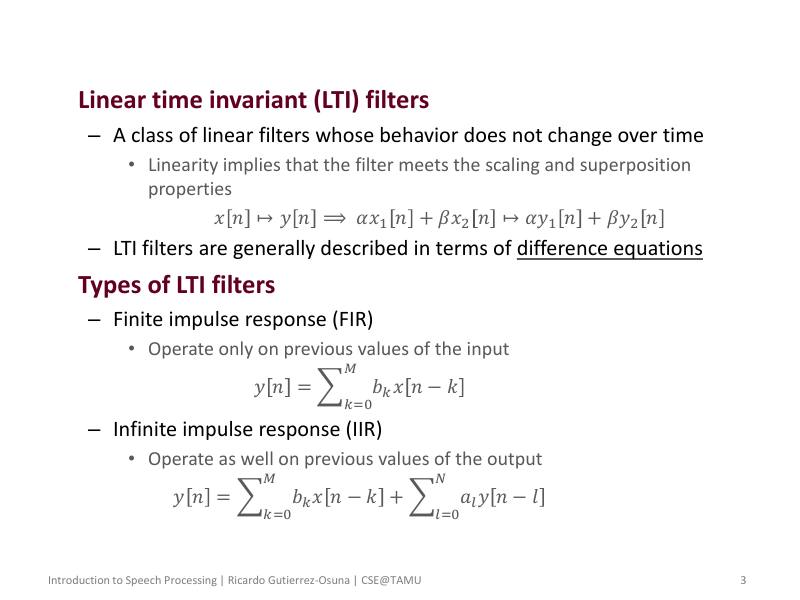 Linear time invariant (LTI) filters
– A class of linear filters whose behavior does not change over time
• Linearity implies that the filter meets the scaling and superposition
properties
x[n] ↦ y[n] ⟹ αx₁[n] + βx₂[n] ↦ αy₁[n] + βy₂[n]
– LTI filters are generally described in terms of difference equations
Types of LTI filters
– Finite impulse response (FIR)
• Operate only on previous values of the input
y[n] = ∑_{k=0}^{M} b_k x[n − k]
– Infinite impulse response (IIR)
• Operate as well on previous values of the output
y[n] = ∑_{k=0}^{M} b_k x[n − k] + ∑_{l=0}^{N} a_l y[n − l]
Introduction to Speech Processing | Ricardo Gutierrez-Osuna | CSE@TAMU 3